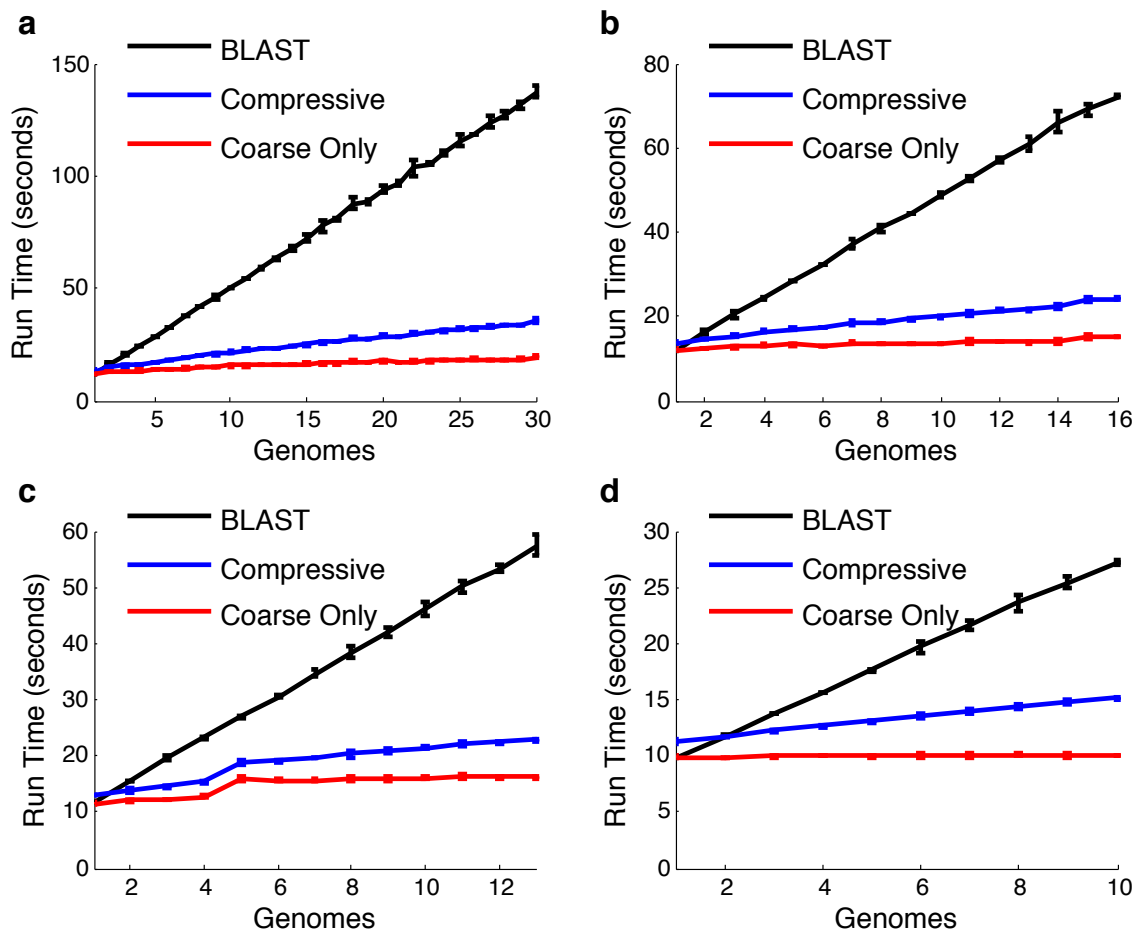 a
BLAST
Compressive
Coarse Only
150
100
50
0
Run Time (seconds)
5 10 15 20 25 30
Genomes
b
BLAST
Compressive
Coarse Only
80
60
40
20
0
Run Time (seconds)
2 4 6 8 10 12 14 16
Genomes
c
BLAST
Compressive
Coarse Only
60
50
40
30
20
10
0
Run Time (seconds)
2 4 6 8 10 12
Genomes
d
BLAST
Compressive
Coarse Only
30
25
20
15
10
5
0
Run Time (seconds)
2 4 6 8 10
Genomes